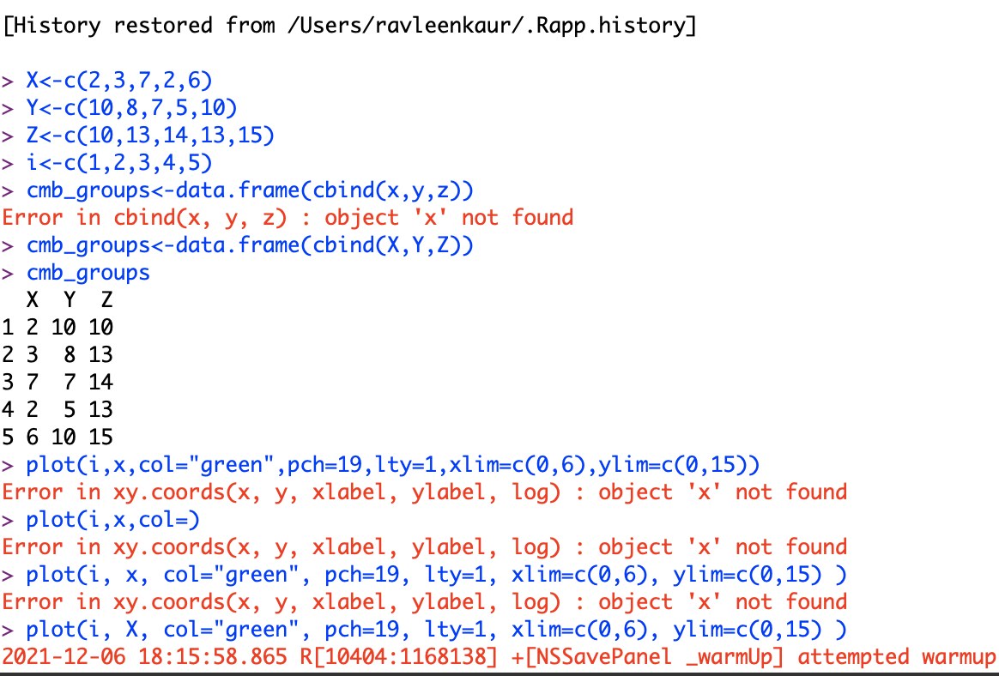 [History restored from /Users/ravleenkaur/.Rapp.history]

> X<-c(2,3,7,2,6)
> Y<-c(10,8,7,5,10)
> Z<-c(10,13,14,13,15)
> i<-c(1,2,3,4,5)
> cmb_groups<-data.frame(cbind(x,y,z))
Error in cbind(x, y, z) : object 'x' not found
> cmb_groups<-data.frame(cbind(X,Y,Z))
> cmb_groups
  X  Y  Z
1 2 10 10
2 3  8 13
3 7  7 14
4 2  5 13
5 6 10 15
> plot(i,x,col="green",pch=19,lty=1,xlim=c(0,6),ylim=c(0,15))
Error in xy.coords(x, y, xlabel, ylabel, log) : object 'x' not found
> plot(i,x,col=)
Error in xy.coords(x, y, xlabel, ylabel, log) : object 'x' not found
> plot(i, x, col="green", pch=19, lty=1, xlim=c(0,6), ylim=c(0,15) )
Error in xy.coords(x, y, xlabel, ylabel, log) : object 'x' not found
> plot(i, X, col="green", pch=19, lty=1, xlim=c(0,6), ylim=c(0,15) )
2021-12-06 18:15:58.865 R[10404:1168138] +[NSSavePanel _warmUp] attempted warmup